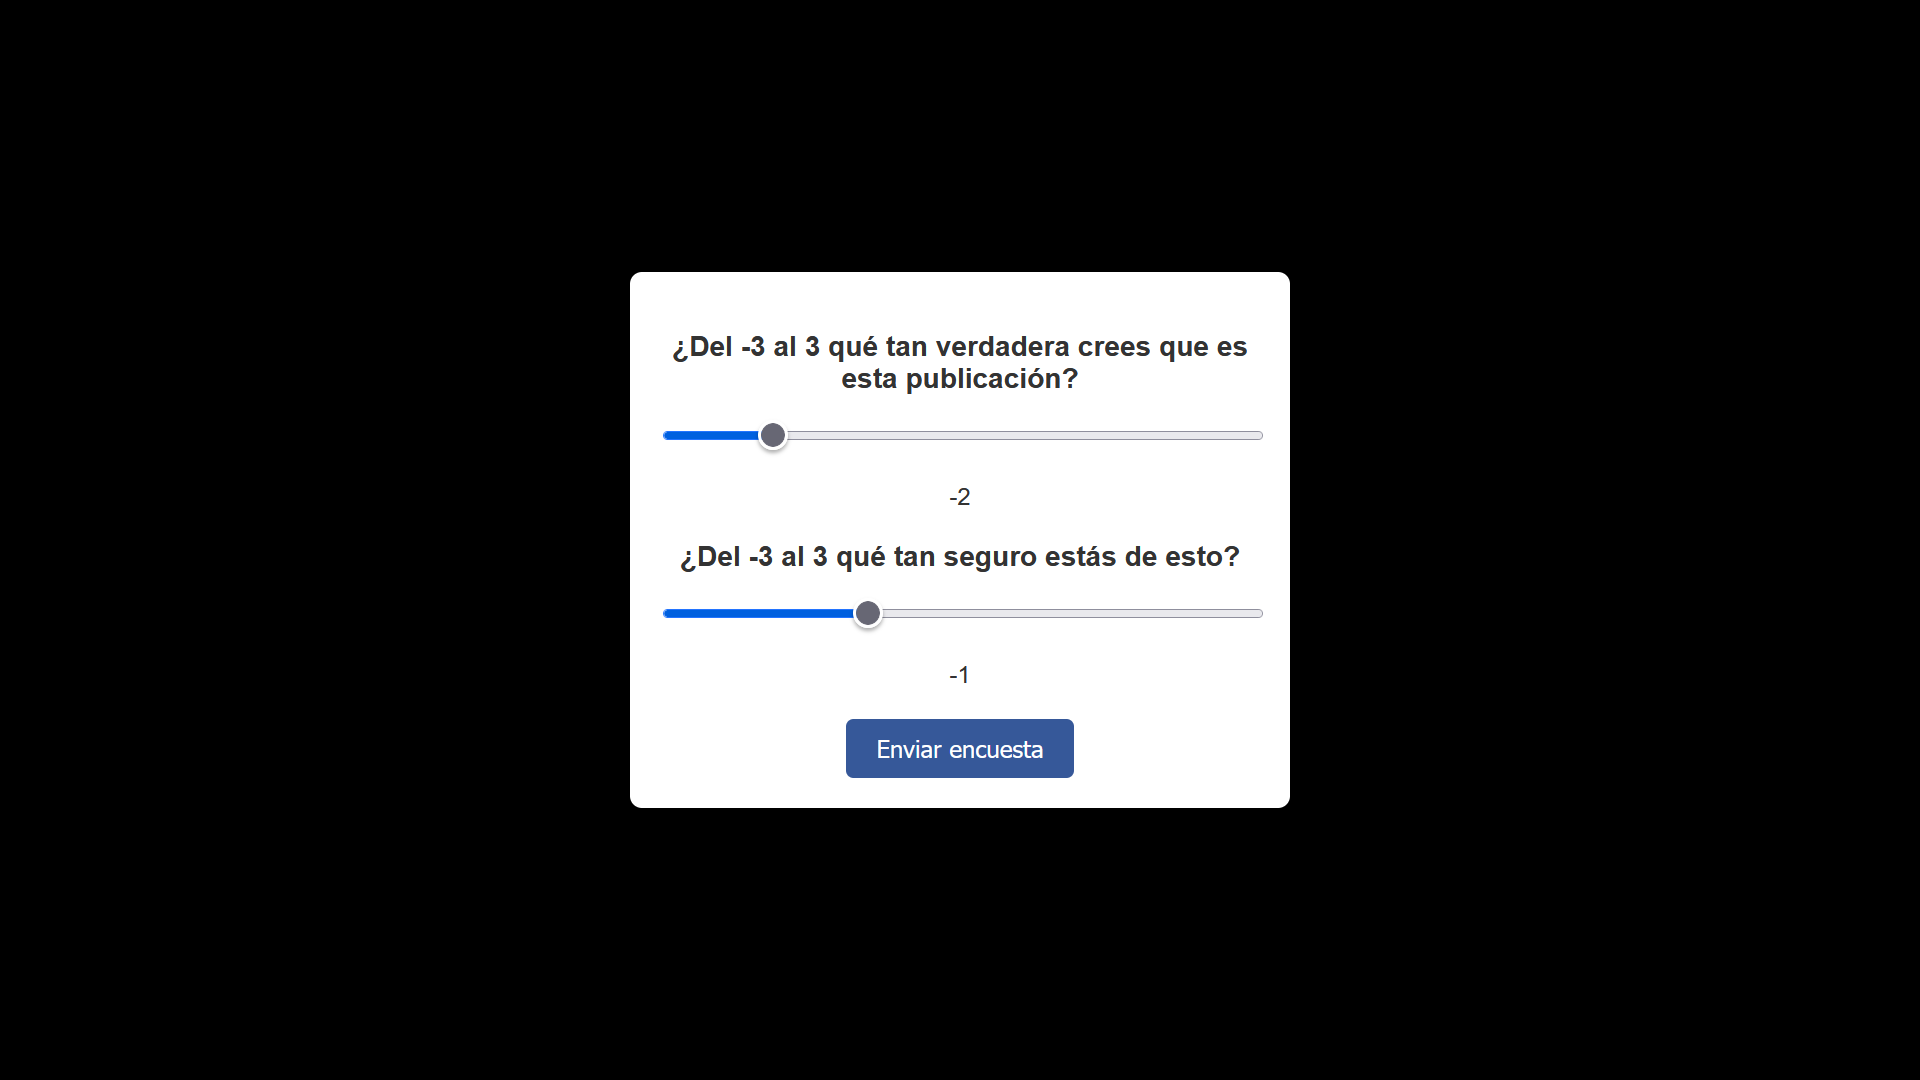 ¿Del -3 al 3 qué tan verdadera crees que es
esta publicación?
-2
¿Del -3 al 3 qué tan seguro estás de esto?
-1
Enviar encuesta